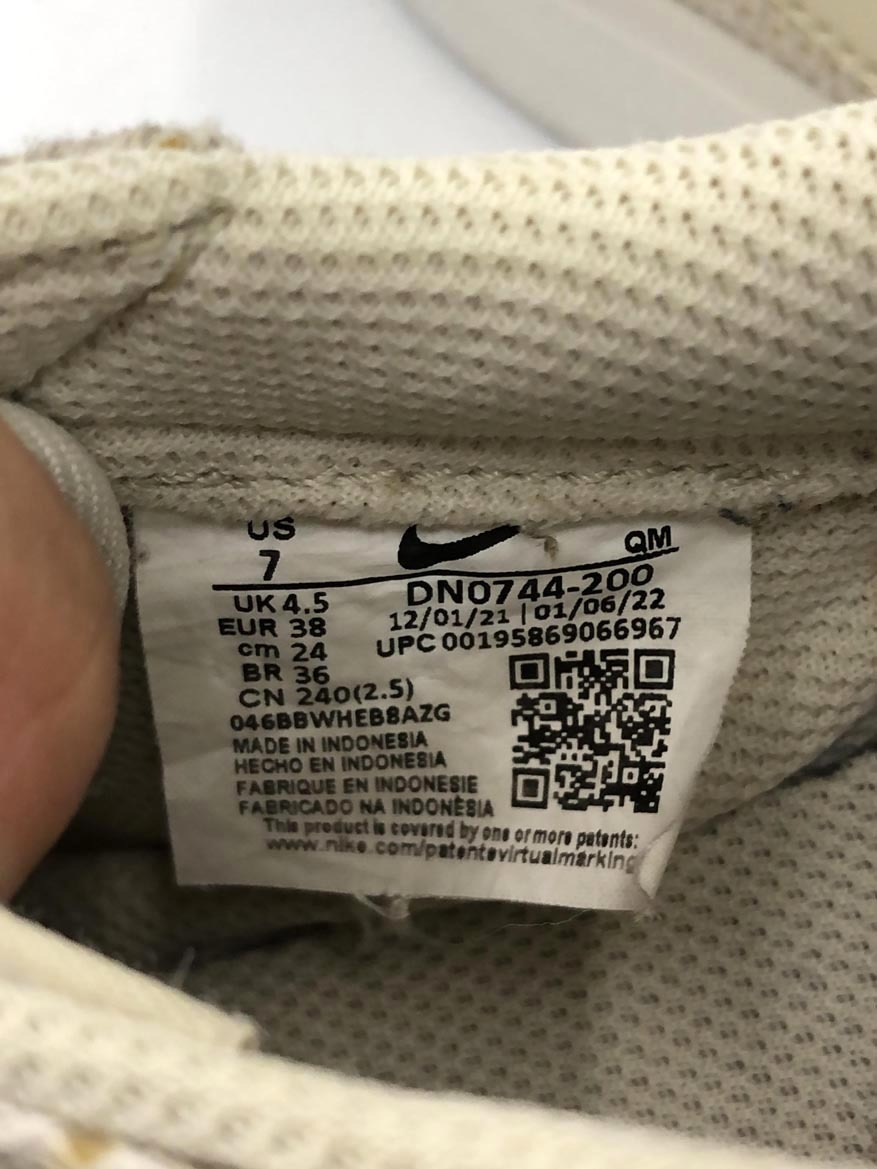 US
7
QM
UK 4.5
EUR 38
cm 24
BR 36
CN 240(2.5)
DN0744-200
12/01/21 | 01/06/22
UPC 00195869066967
046BBWHEB8AZG
MADE IN INDONESIA
HECHO EN INDONESIA
FABRIQUE EN INDONESIE
FABRICADO NA INDONÈSIA
This product is covered by one or more patents:
www.nike.com/patentsvirtualmarking